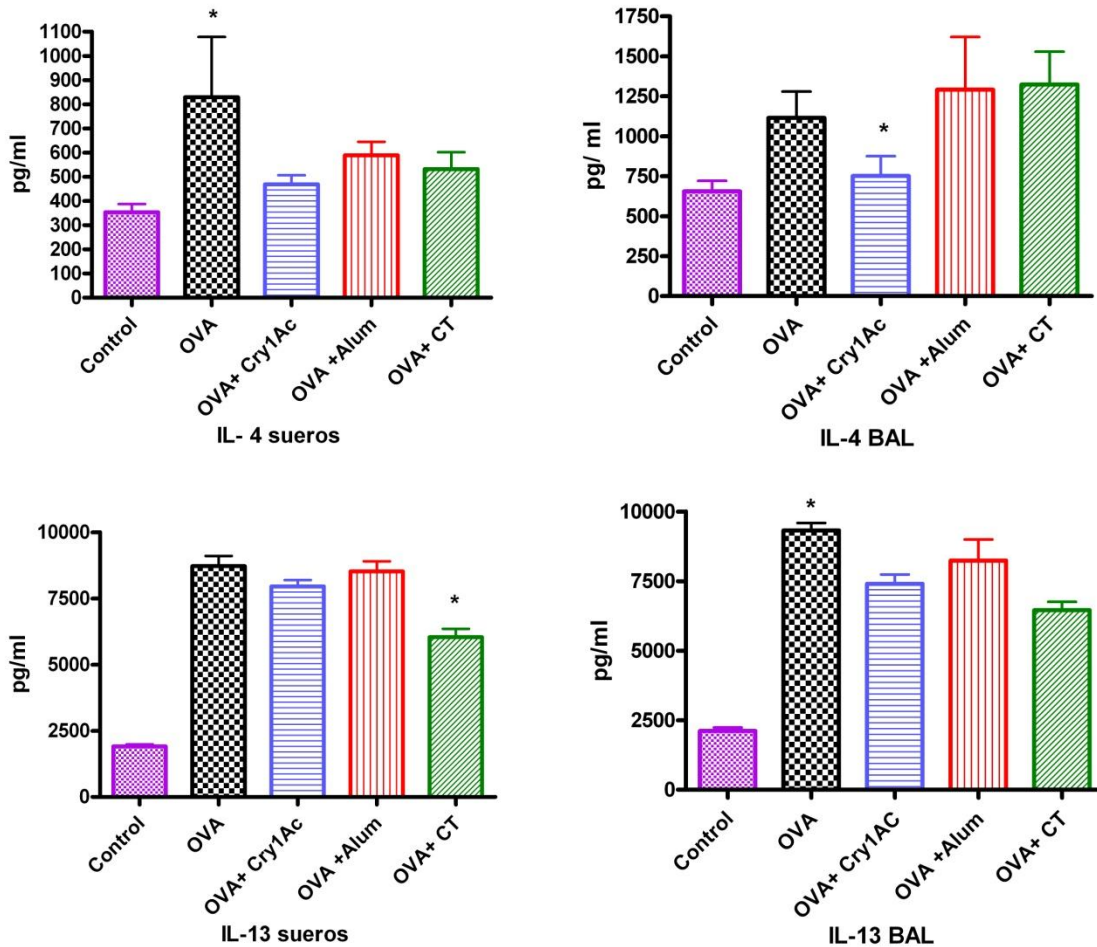 *
1100
1000
900
800
700
600
500
400
300
200
100
0
pg/ml
Control
OVA
OVA+ Cry1Ac
OVA +Alum
OVA+ CT
IL- 4 sueros
1750
1500
1250
1000
750
500
250
0
pg/ ml
*
Control
OVA
OVA+ Cry1Ac
OVA +Alum
OVA+ CT
IL-4 BAL
10000
7500
5000
2500
0
pg/ml
*
Control
OVA
OVA+ Cry1AC
OVA +Alum
OVA+ CT
IL-13 sueros
*
10000
7500
5000
2500
0
pg/ml
Control
OVA
OVA+ Cry1AC
OVA +Alum
OVA+ CT
IL-13 BAL